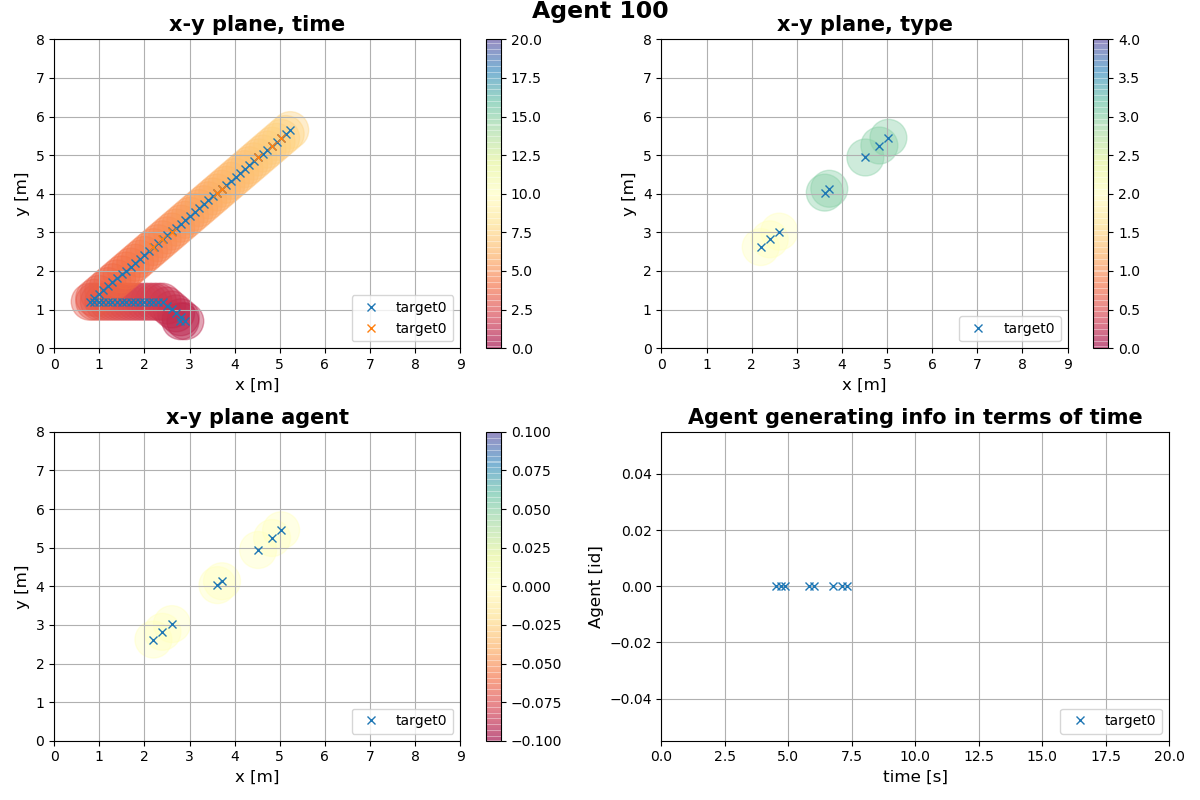 Agent 100
x-y plane, time
8
7
6
5
4
3
2
1
0
y [m]
0 1 2 3 4 5 6 7 8 9
x [m]
target0
target0
20.0
17.5
15.0
12.5
10.0
7.5
5.0
2.5
0.0
x-y plane, type
8
7
6
5
4
3
2
1
0
y [m]
0 1 2 3 4 5 6 7 8 9
x [m]
target0
4.0
3.5
3.0
2.5
2.0
1.5
1.0
0.5
0.0
x-y plane agent
8
7
6
5
4
3
2
1
0
y [m]
0 1 2 3 4 5 6 7 8 9
x [m]
target0
0.100
0.075
0.050
0.025
0.000
−0.025
−0.050
−0.075
−0.100
Agent generating info in terms of time
0.04
0.02
0.00
−0.02
−0.04
Agent [id]
0.0 2.5 5.0 7.5 10.0 12.5 15.0 17.5 20.0
time [s]
target0